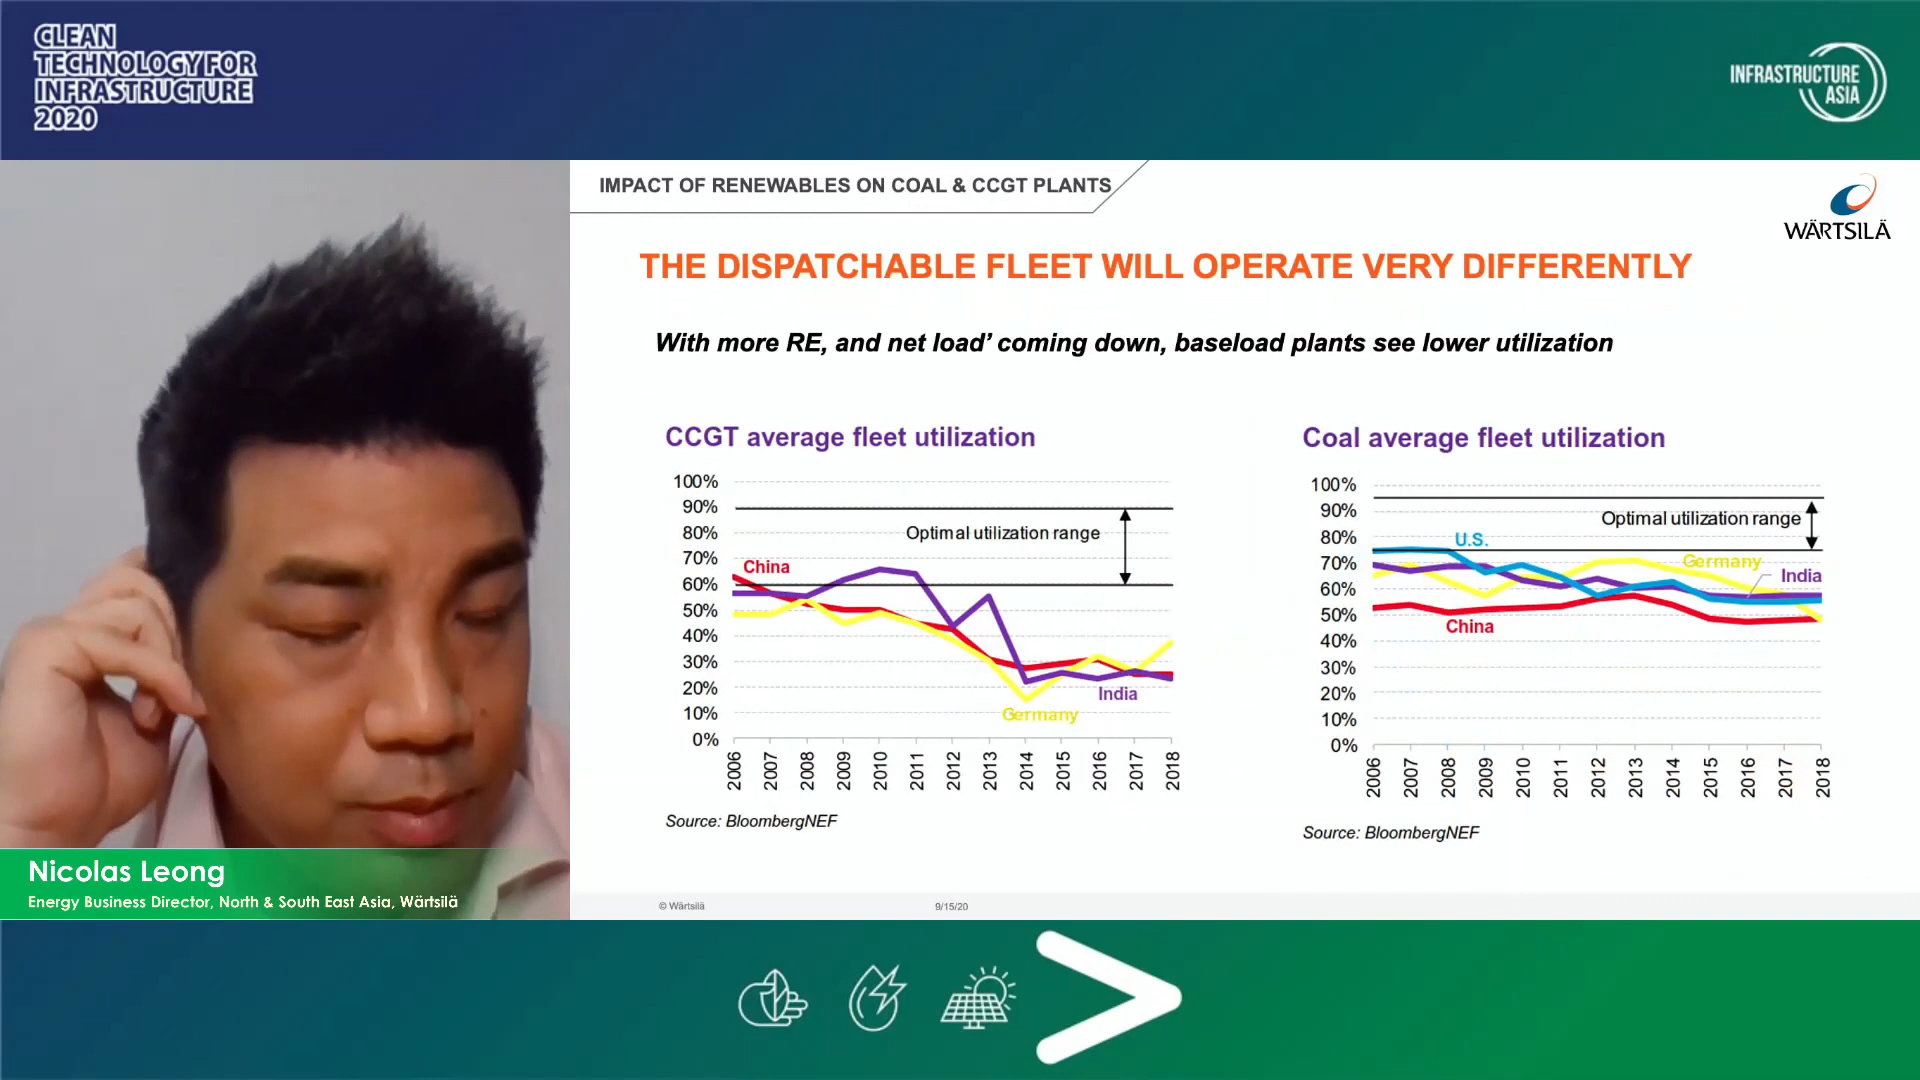 CLEAN
TECHNOLOGY FOR
INFRASTRUCTURE
2020
INFRASTRUCTURE
ASIA
IMPACT OF RENEWABLES ON COAL & CCGT PLANTS
WÄRTSILÄ
THE DISPATCHABLE FLEET WILL OPERATE VERY DIFFERENTLY
With more RE, and net load’ coming down, baseload plants see lower utilization
CCGT average fleet utilization
100%
90%
80%
70%
60%
50%
40%
30%
20%
10%
0%
Optimal utilization range
China
India
Germany
2006
2007
2008
2009
2010
2011
2012
2013
2014
2015
2016
2017
2018
Source: BloombergNEF
Coal average fleet utilization
100%
90%
80%
70%
60%
50%
40%
30%
20%
10%
0%
Optimal utilization range
U.S.
Germany
India
China
2006
2007
2008
2009
2010
2011
2012
2013
2014
2015
2016
2017
2018
Source: BloombergNEF
© Wärtsilä
9/15/20
Nicolas Leong
Energy Business Director, North & South East Asia, Wärtsilä